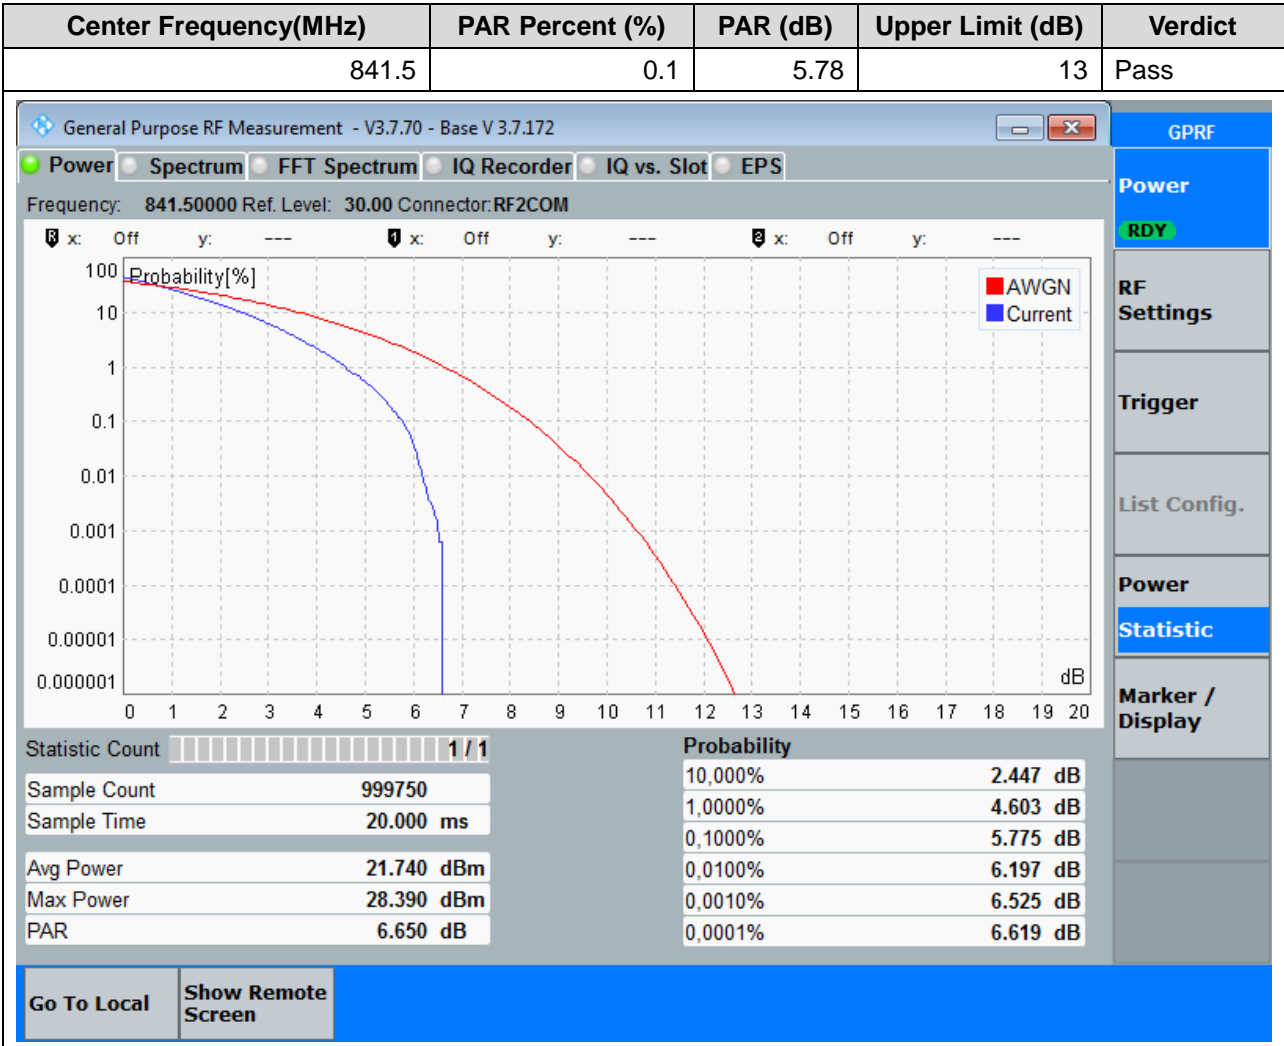 Center Frequency(MHz) PAR Percent (%) PAR (dB) Upper Limit (dB) Verdict
841.5 0.1 5.78 13 Pass
General Purpose RF Measurement - V3.7.70 - Base V 3.7.172
GPRF
Power Spectrum FFT Spectrum IQ Recorder IQ vs. Slot EPS
Frequency: 841.50000 Ref. Level: 30.00 Connector: RF2COM
R x: Off y: --- 1 x: Off y: --- 2 x: Off y: ---
Probability[%]
100
10
1
0.1
0.01
0.001
0.0001
0.00001
0.000001
AWGN
Current
dB
0 1 2 3 4 5 6 7 8 9 10 11 12 13 14 15 16 17 18 19 20
Statistic Count 1 / 1
Sample Count 999750
Sample Time 20.000 ms
Avg Power 21.740 dBm
Max Power 28.390 dBm
PAR 6.650 dB
Probability
10,000% 2.447 dB
1,0000% 4.603 dB
0,1000% 5.775 dB
0,0100% 6.197 dB
0,0010% 6.525 dB
0,0001% 6.619 dB
Power
RDY
RF
Settings
Trigger
List Config.
Power
Statistic
Marker /
Display
Go To Local
Show Remote
Screen